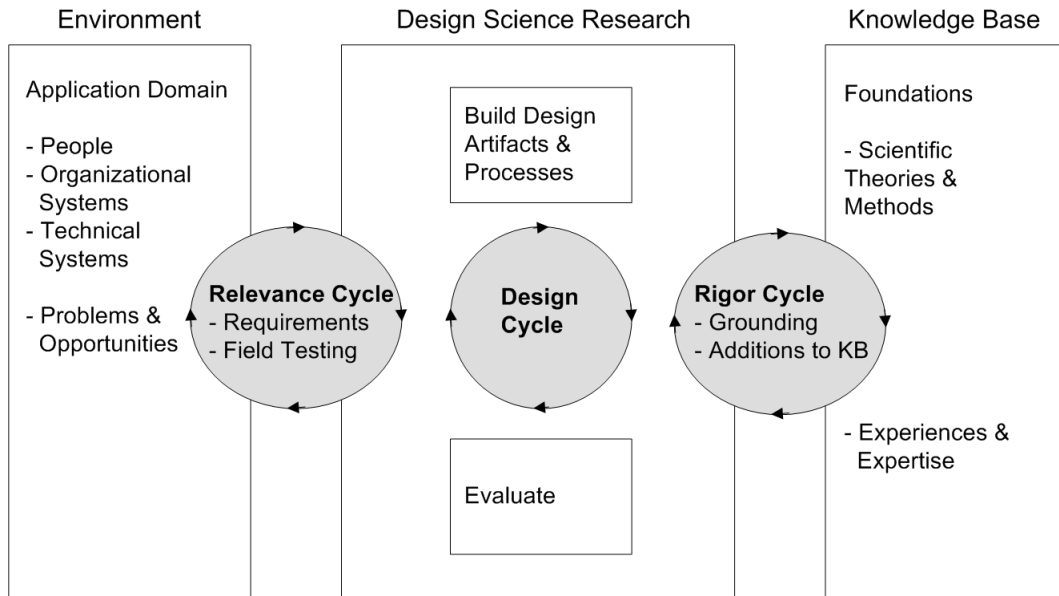 Environment
Design Science Research
Knowledge Base
Application Domain
- People
- Organizational
Systems
- Technical
Systems
- Problems &
Opportunities
Relevance Cycle
- Requirements
- Field Testing
Build Design
Artifacts &
Processes
Design
Cycle
Evaluate
Foundations
- Scientific
Theories &
Methods
Rigor Cycle
- Grounding
- Additions to KB
- Experiences &
Expertise